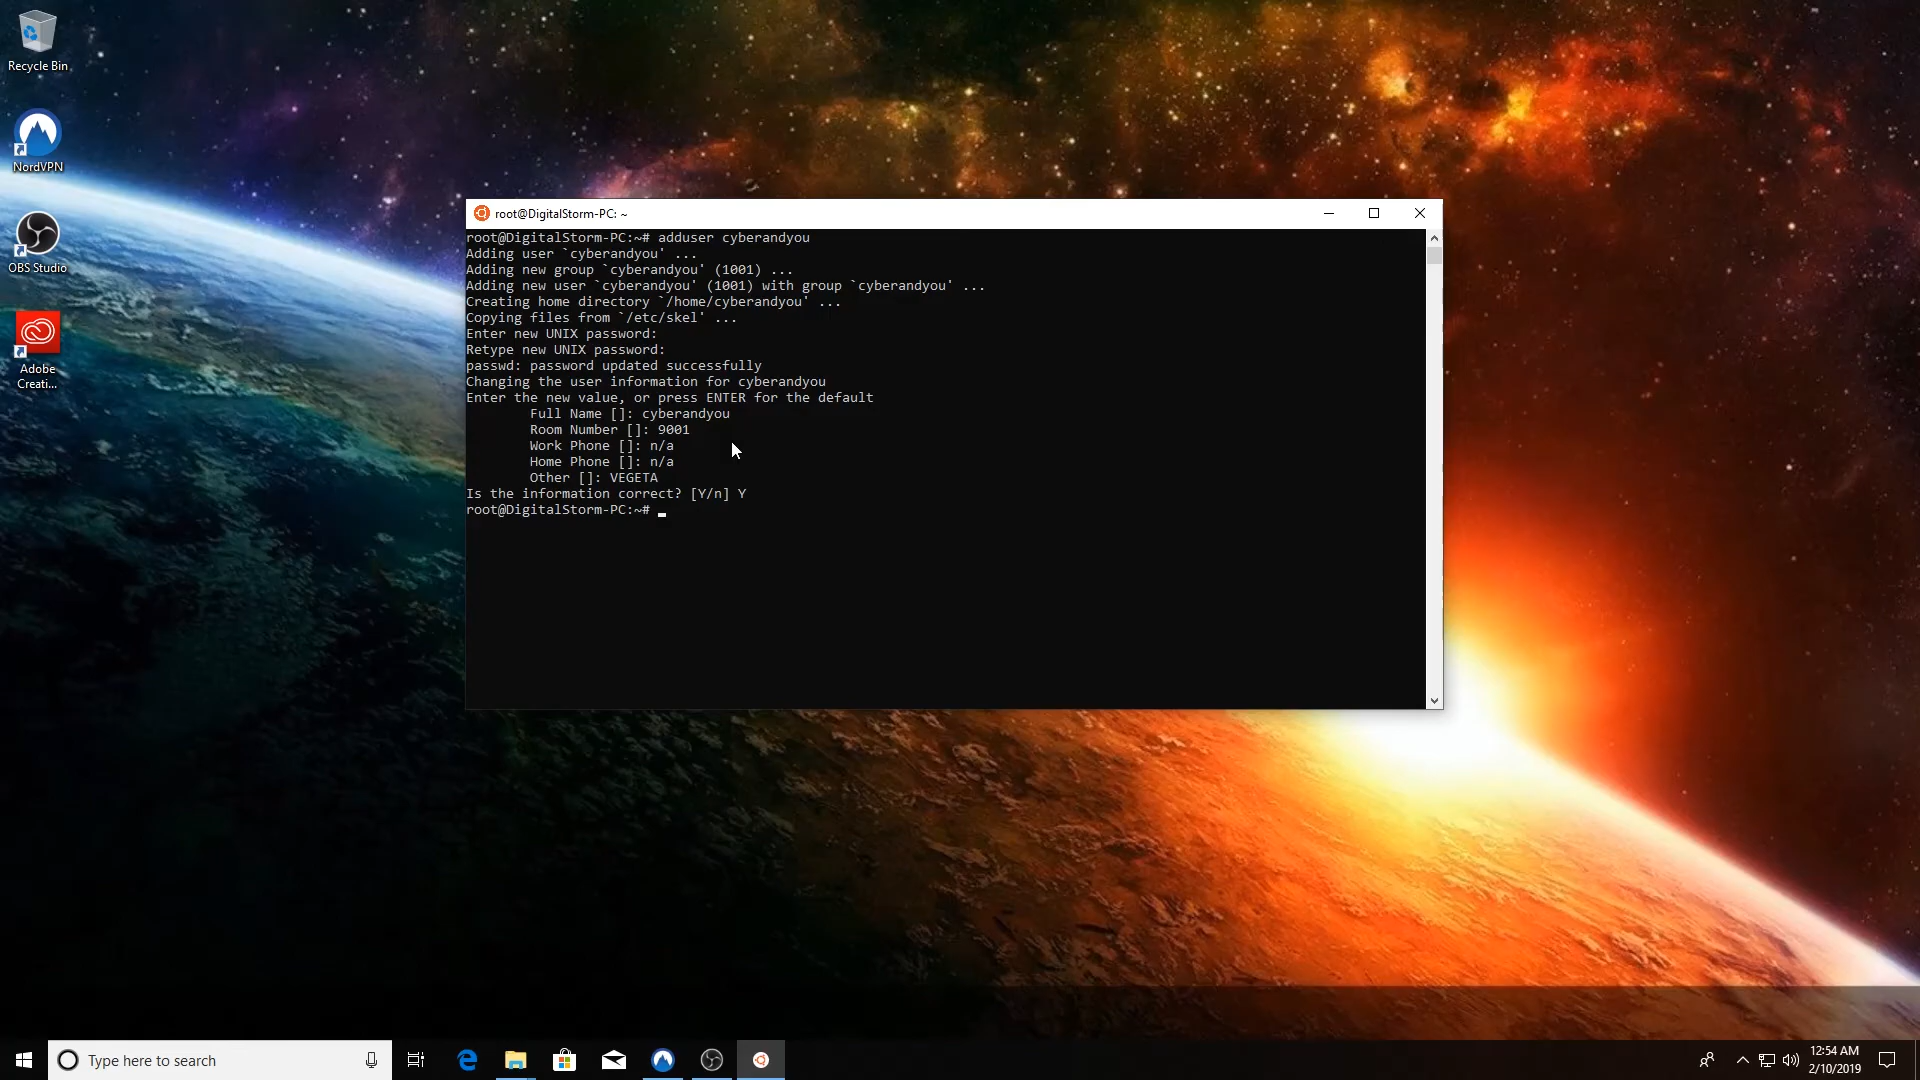 Recycle Bin
NordVPN
OBS Studio
Adobe
Creati...
root@DigitalStorm-PC: ~
root@DigitalStorm-PC:~# adduser cyberandyou
Adding user `cyberandyou' ...
Adding new group `cyberandyou' (1001) ...
Adding new user `cyberandyou' (1001) with group `cyberandyou' ...
Creating home directory `/home/cyberandyou' ...
Copying files from `/etc/skel' ...
Enter new UNIX password:
Retype new UNIX password:
passwd: password updated successfully
Changing the user information for cyberandyou
Enter the new value, or press ENTER for the default
Full Name []: cyberandyou
Room Number []: 9001
Work Phone []: n/a
Home Phone []: n/a
Other []: VEGETA
Is the information correct? [Y/n] Y
root@DigitalStorm-PC:~#
Type here to search
12:54 AM
2/10/2019